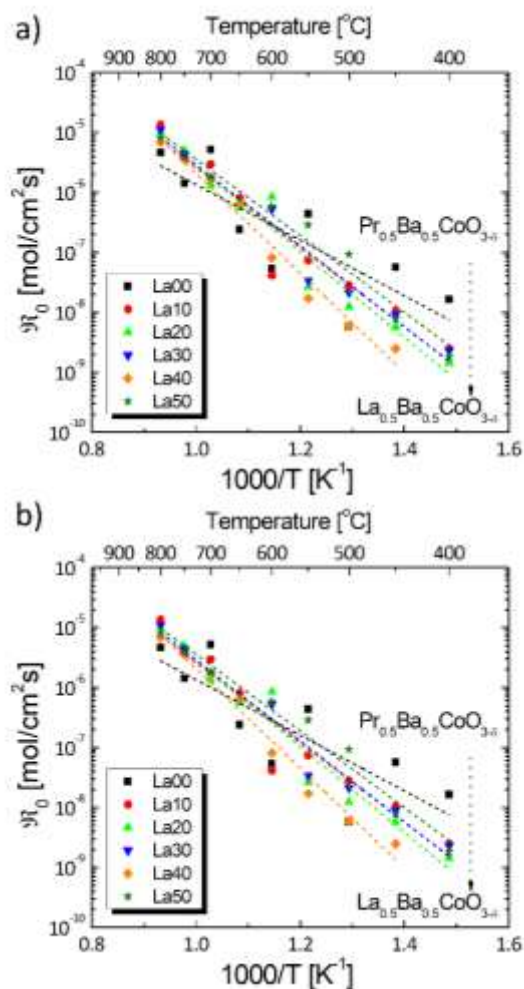 a)
Temperature [°C]
900 800 700 600 500 400
10⁻⁴
10⁻⁵
10⁻⁶
10⁻⁷
10⁻⁸
10⁻⁹
10⁻¹⁰
ℜ₀ [mol/cm²s]
Pr₀.₅Ba₀.₅CoO₃₋δ
La00
La10
La20
La30
La40
La50
La₀.₅Ba₀.₅CoO₃₋δ
0.8 1.0 1.2 1.4 1.6
1000/T [K⁻¹]
b)
Temperature [°C]
900 800 700 600 500 400
10⁻⁴
10⁻⁵
10⁻⁶
10⁻⁷
10⁻⁸
10⁻⁹
10⁻¹⁰
ℜ₀ [mol/cm²s]
Pr₀.₅Ba₀.₅CoO₃₋δ
La00
La10
La20
La30
La40
La50
La₀.₅Ba₀.₅CoO₃₋δ
0.8 1.0 1.2 1.4 1.6
1000/T [K⁻¹]